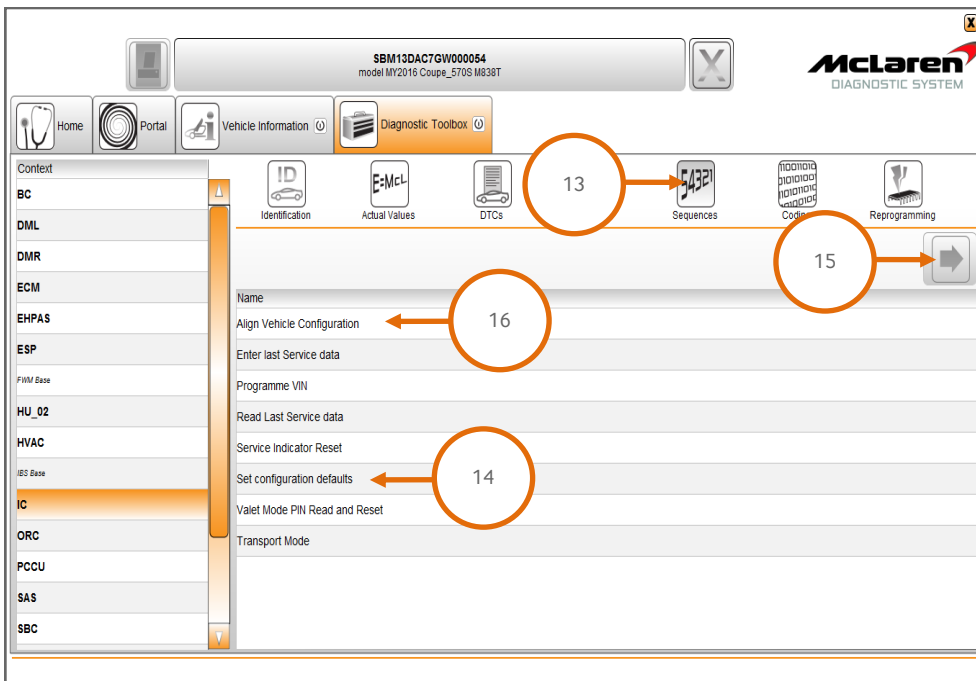 X
SBM13DAC7GW000054
model MY2016 Coupe_570S M838T
X
McLaren
DIAGNOSTIC SYSTEM
Home
Portal
Vehicle Information
Diagnostic Toolbox
Context
BC
DML
DMR
ECM
EHPAS
ESP
FWM Base
HU_02
HVAC
IBS Base
IC
ORC
PCCU
SAS
SBC
ID
Identification
E=McL
Actual Values
DTCs
13
54321
Sequences
Reprogramming
15
Name
Align Vehicle Configuration
16
Enter last Service data
Programme VIN
Read Last Service data
Service Indicator Reset
Set configuration defaults
14
Valet Mode PIN Read and Reset
Transport Mode